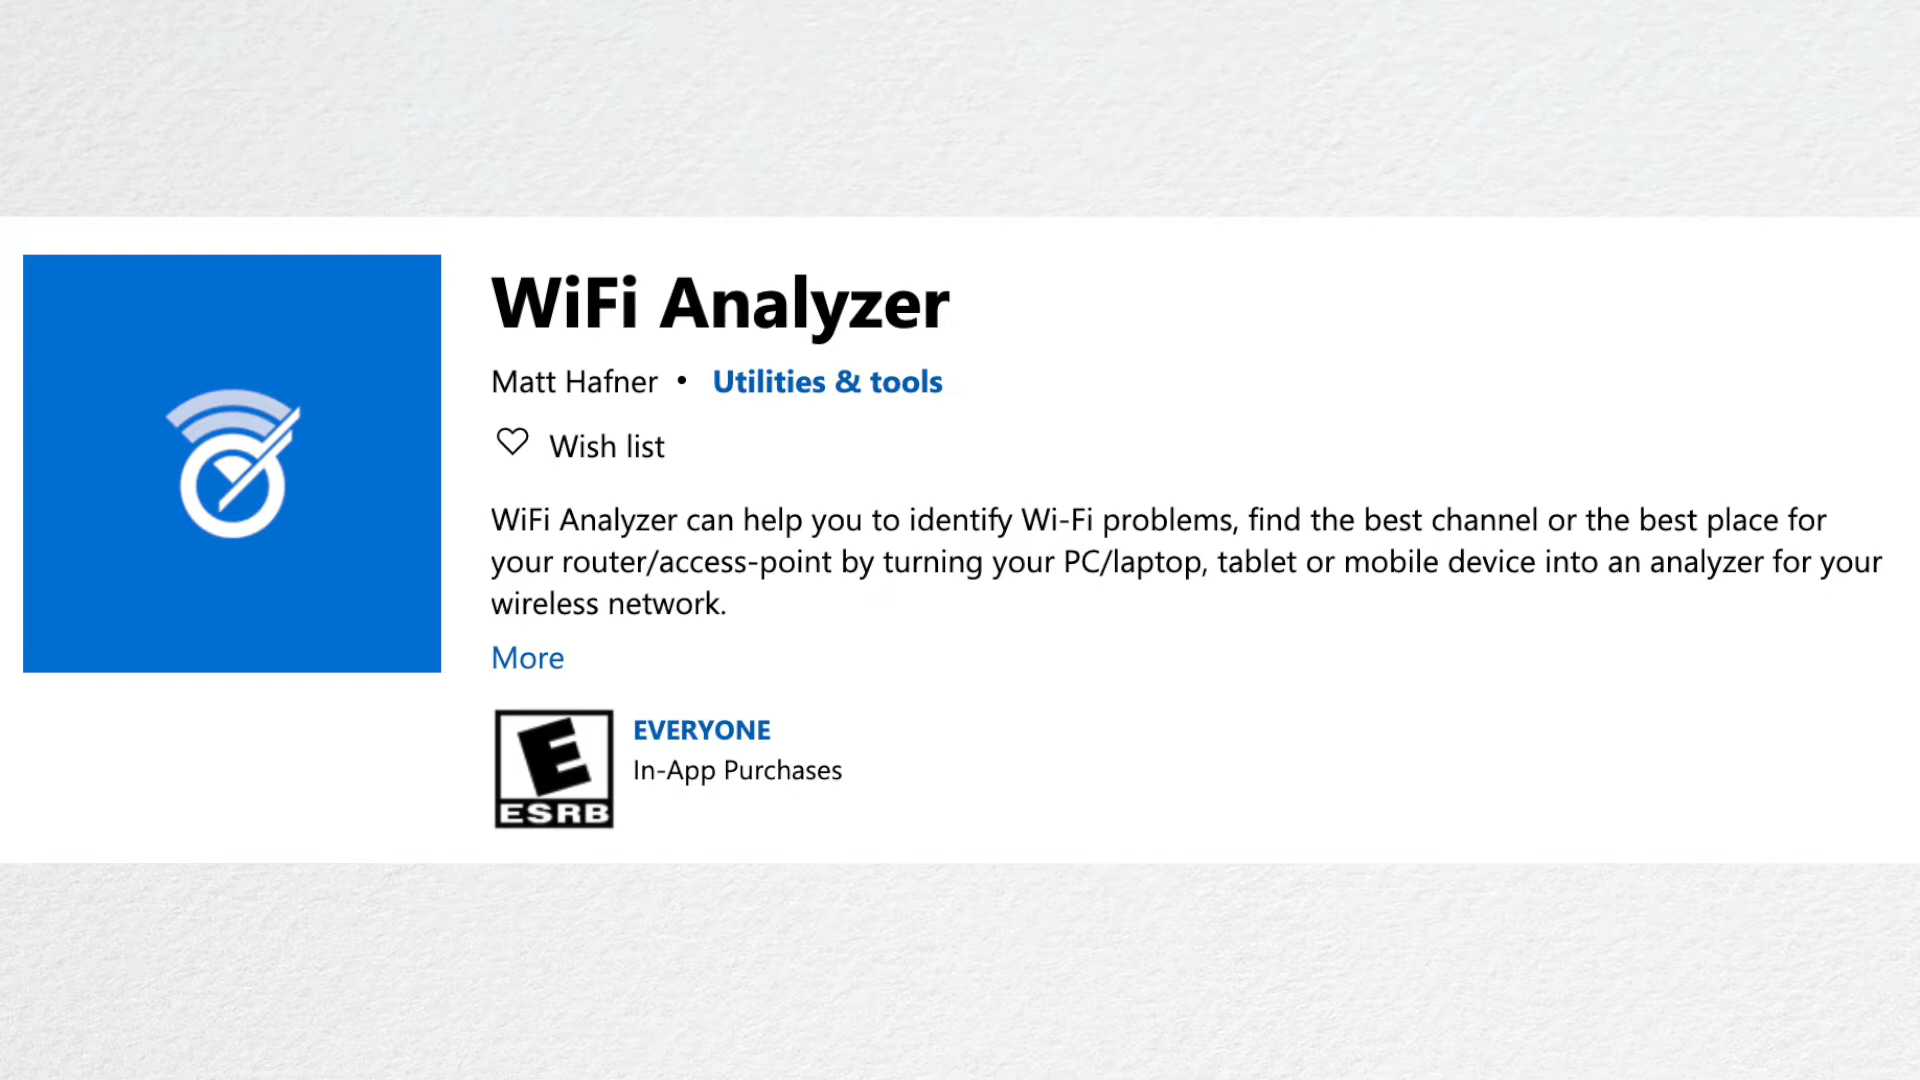 WiFi Analyzer
Matt Hafner • Utilities & tools
Wish list
WiFi Analyzer can help you to identify Wi-Fi problems, find the best channel or the best place for
your router/access-point by turning your PC/laptop, tablet or mobile device into an analyzer for your
wireless network.
More
E
ESRB
EVERYONE
In-App Purchases